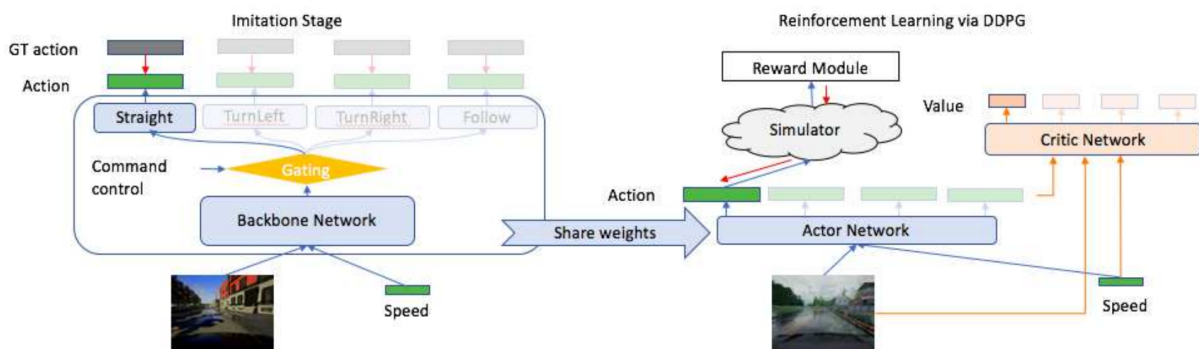 Imitation Stage
GT action
Action
Straight
TurnLeft
TurnRight
Follow
Command
control
Gating
Backbone Network
Speed
Share weights
Reinforcement Learning via DDPG
Reward Module
Simulator
Value
Critic Network
Action
Actor Network
Speed